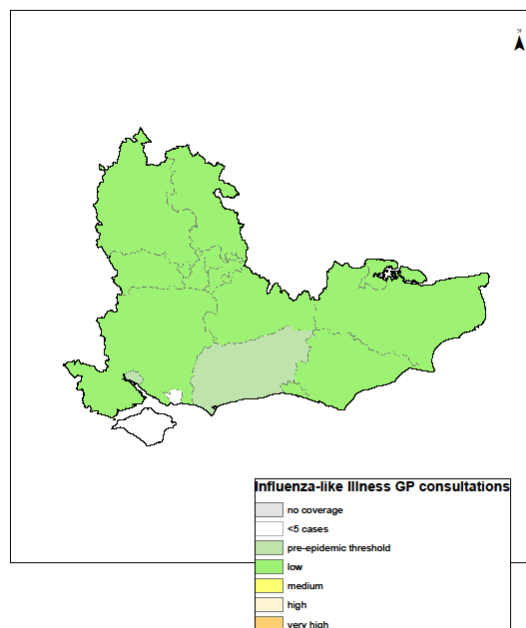 N
Influenza-like Illness GP consultations
no coverage
<5 cases
pre-epidemic threshold
low
medium
high
very high